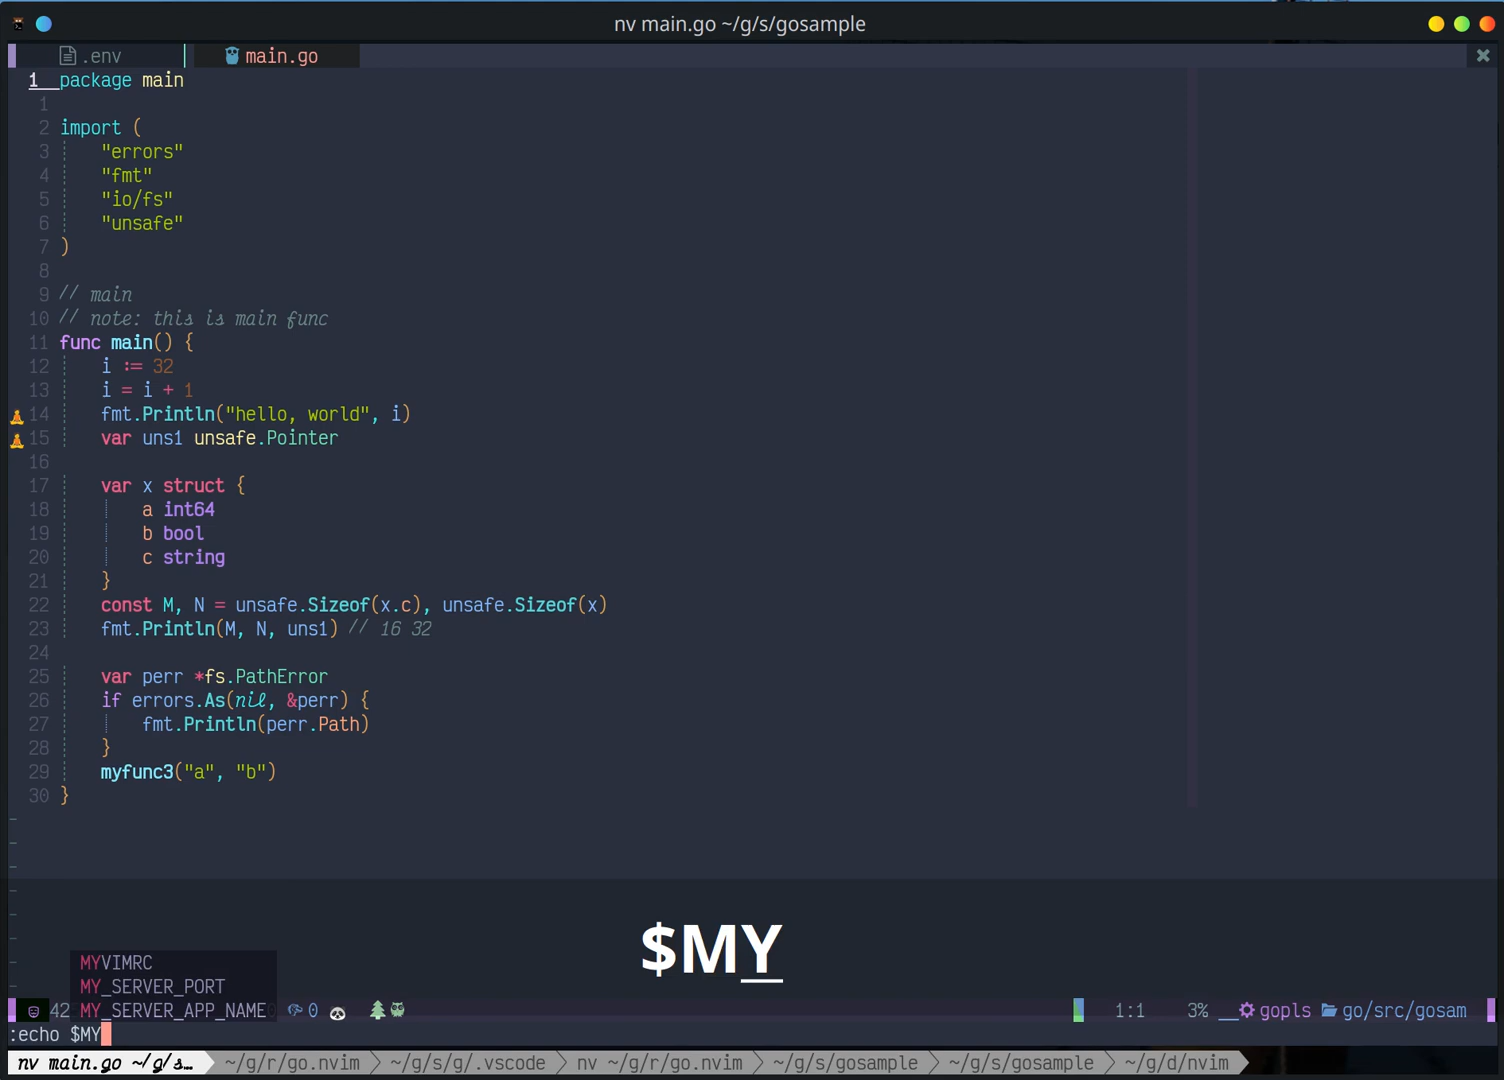 nv main.go ~/g/s/gosample
.env main.go
1 package main
1
2 import (
3 "errors"
4 "fmt"
5 "io/fs"
6 "unsafe"
7 )
8
9 // main
10 // note: this is main func
11 func main() {
12 i := 32
13 i = i + 1
14 fmt.Println("hello, world", i)
15 var uns1 unsafe.Pointer
16
17 var x struct {
18 a int64
19 b bool
20 c string
21 }
22 const M, N = unsafe.Sizeof(x.c), unsafe.Sizeof(x)
23 fmt.Println(M, N, uns1) // 16 32
24
25 var perr *fs.PathError
26 if errors.As(nil, &perr) {
27 fmt.Println(perr.Path)
28 }
29 myfunc3("a", "b")
30 }
$MY
MYVIMRC
MY_SERVER_PORT
42 MY_SERVER_APP_NAME 0 1:1 3% gopls go/src/gosam
:echo $MY
nv main.go ~/g/s… ~/g/r/go.nvim ~/g/s/g/.vscode nv ~/g/r/go.nvim ~/g/s/gosample ~/g/s/gosample ~/g/d/nvim